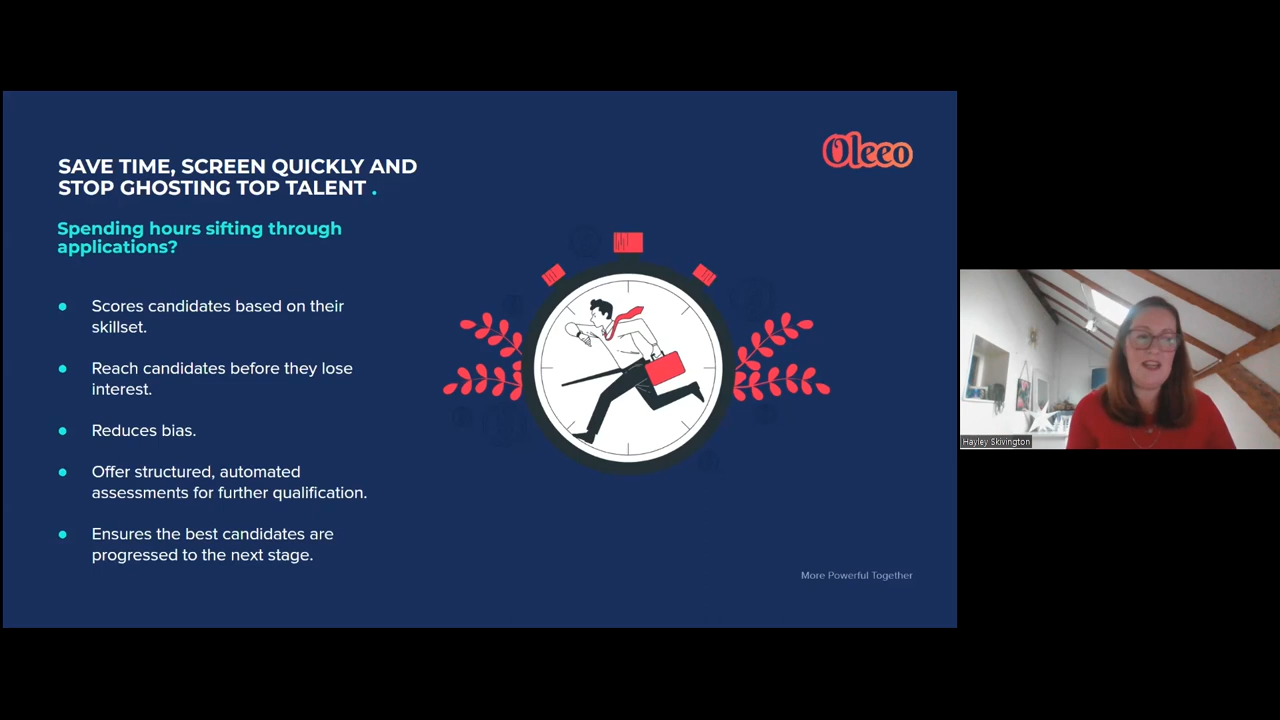 Oleeo
SAVE TIME, SCREEN QUICKLY AND
STOP GHOSTING TOP TALENT .
Spending hours sifting through
applications?
● Scores candidates based on their
skillset.
● Reach candidates before they lose
interest.
● Reduces bias.
● Offer structured, automated
assessments for further qualification.
● Ensures the best candidates are
progressed to the next stage.
More Powerful Together
Hayley Skivington